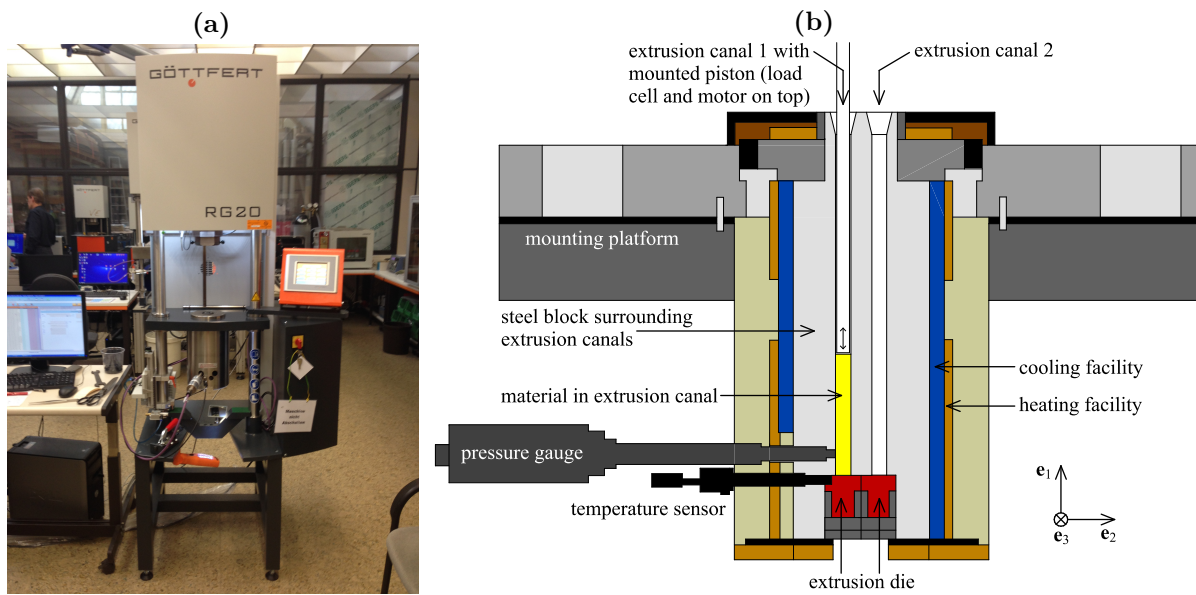 (a)
GÖTTFERT
RG20
GÖTTFERT
(b)
extrusion canal 1 with
mounted piston (load
cell and motor on top)
extrusion canal 2
mounting platform
steel block surrounding
extrusion canals
material in extrusion canal
cooling facility
heating facility
pressure gauge
temperature sensor
extrusion die
e1
e2
e3